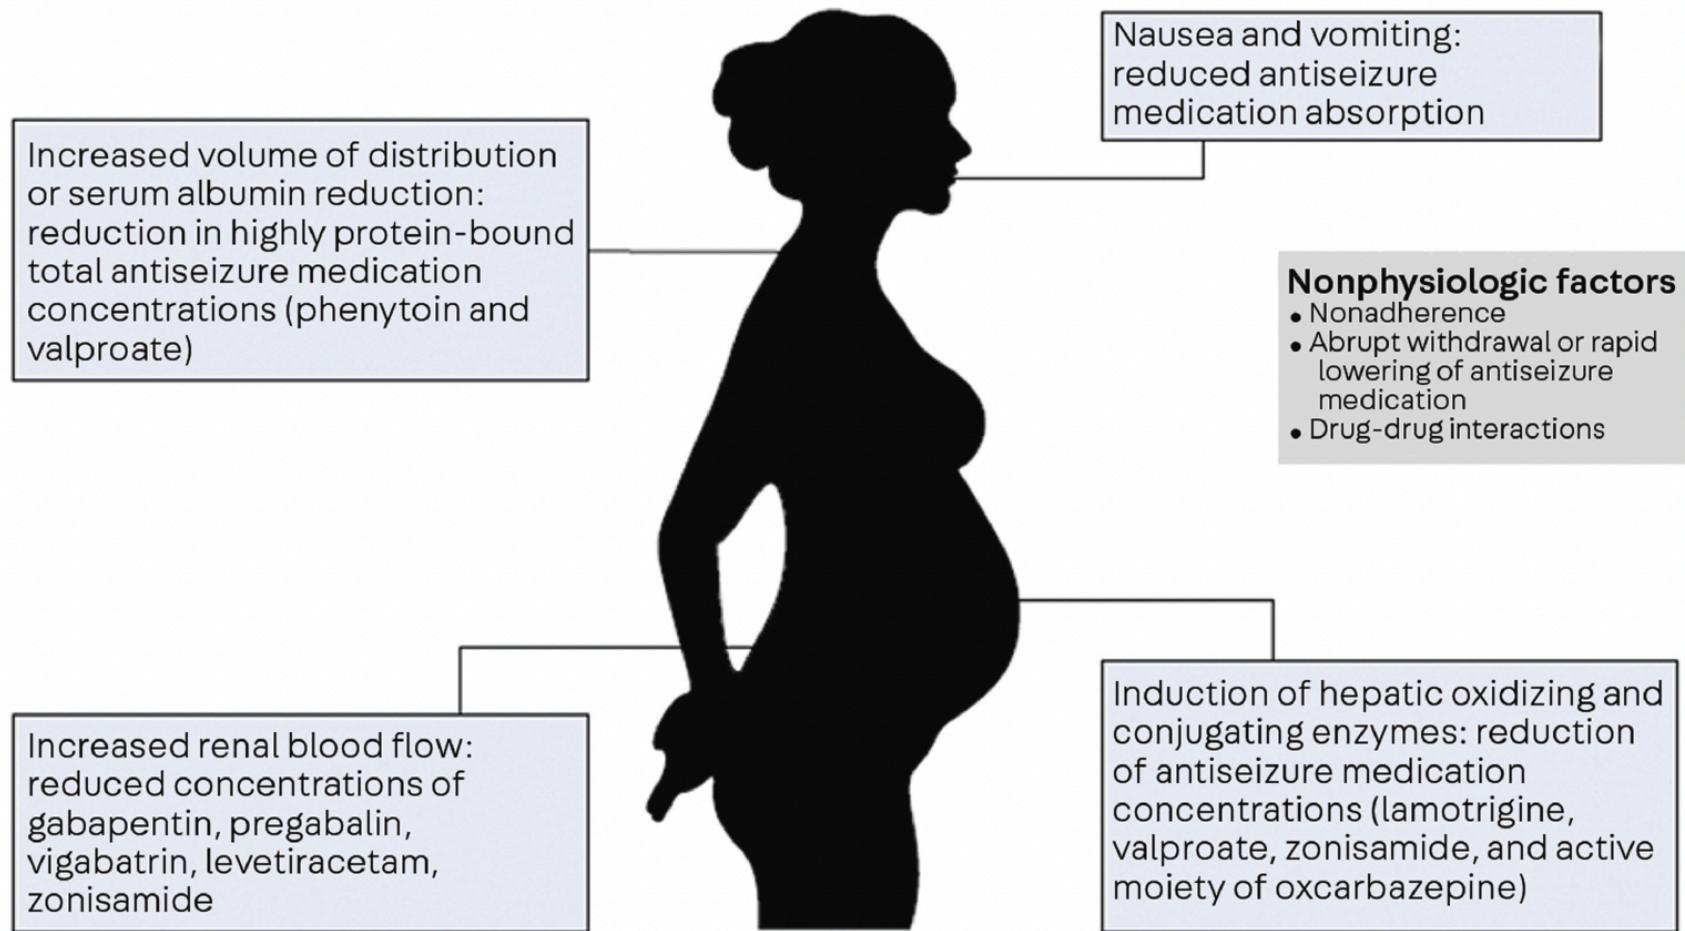 Nausea and vomiting:
reduced antiseizure
medication absorption
Increased volume of distribution
or serum albumin reduction:
reduction in highly protein-bound
total antiseizure medication
concentrations (phenytoin and
valproate)
Nonphysiologic factors
• Nonadherence
• Abrupt withdrawal or rapid
lowering of antiseizure
medication
• Drug-drug interactions
Increased renal blood flow:
reduced concentrations of
gabapentin, pregabalin,
vigabatrin, levetiracetam,
zonisamide
Induction of hepatic oxidizing and
conjugating enzymes: reduction
of antiseizure medication
concentrations (lamotrigine,
valproate, zonisamide, and active
moiety of oxcarbazepine)